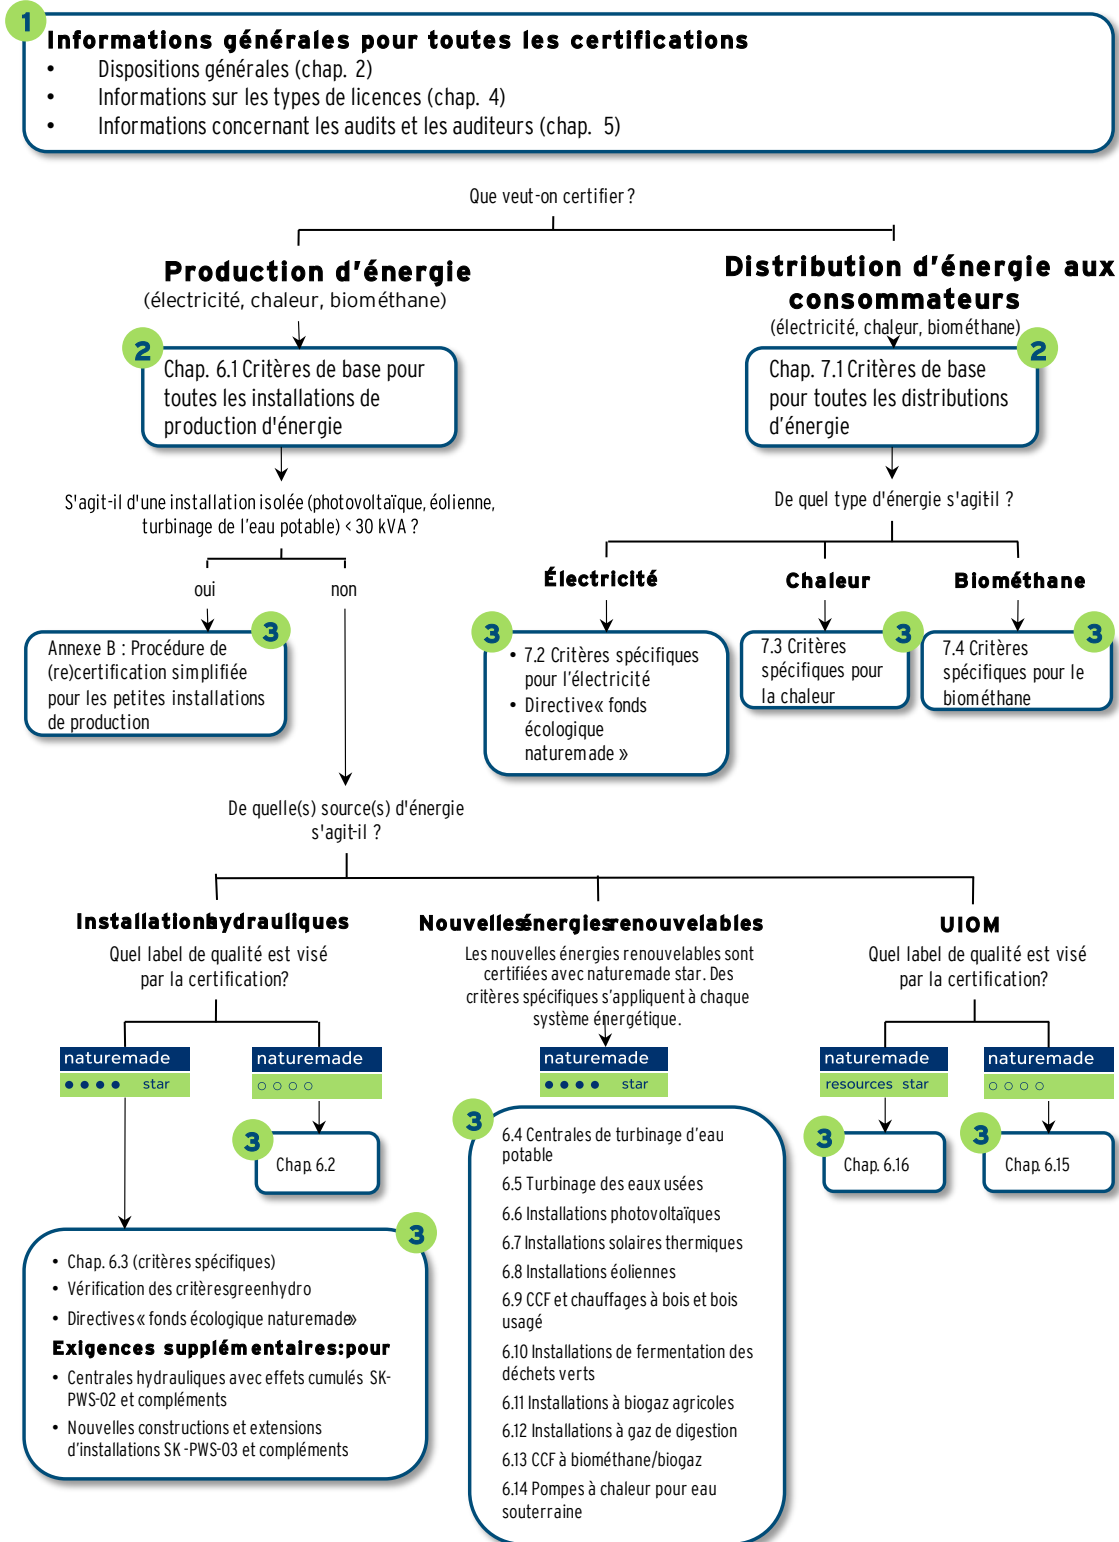 1
Informations générales pour toutes les certifications
• Dispositions générales (chap. 2)
• Informations sur les types de licences (chap. 4)
• Informations concernant les audits et les auditeurs (chap. 5)
Que veut-on certifier ?
Production d'énergie
(électricité, chaleur, biométhane)
2
Chap. 6.1 Critères de base pour
toutes les installations de
production d'énergie
S'agit-il d'une installation isolée (photovoltaïque, éolienne,
turbinage de l'eau potable) < 30 kVA ?
oui
non
3
Annexe B : Procédure de
(re)certification simplifiée
pour les petites installations
de production
Distribution d'énergie aux
consommateurs
(électricité, chaleur, biométhane)
2
Chap. 7.1 Critères de base
pour toutes les distributions
d'énergie
De quel type d'énergie s'agit-il ?
Électricité
3
• 7.2 Critères spécifiques
pour l'électricité
• Directive« fonds
écologique
naturemade »
Chaleur
3
7.3 Critères
spécifiques pour
la chaleur
Biométhane
3
7.4 Critères
spécifiques pour le
biométhane
De quelle(s) source(s) d'énergie
s'agit-il ?
Installations hydrauliques
Quel label de qualité est visé
par la certification?
naturemade
●●●● star
naturemade
○○○○
3
Chap. 6.2
3
• Chap. 6.3 (critères spécifiques)
• Vérification des critèresgreenhydro
• Directives « fonds écologique naturemade»
Exigences supplémentaires:pour
• Centrales hydrauliques avec effets cumulés SK-
PWS-02 et compléments
• Nouvelles constructions et extensions
d'installations SK -PWS-03 et compléments
Nouvelles énergies renouvelables
Les nouvelles énergies renouvelables sont
certifiées avec naturemade star. Des
critères spécifiques s'appliquent à chaque
système énergétique.
naturemade
●●●● star
3
6.4 Centrales de turbinage d'eau
potable
6.5 Turbinage des eaux usées
6.6 Installations photovoltaïques
6.7 Installations solaires thermiques
6.8 Installations éoliennes
6.9 CCF et chauffages à bois et bois
usagé
6.10 Installations de fermentation des
déchets verts
6.11 Installations à biogaz agricoles
6.12 Installations à gaz de digestion
6.13 CCF à biométhane/biogaz
6.14 Pompes à chaleur pour eau
souterraine
UIOM
Quel label de qualité est visé
par la certification?
naturemade
resources star
naturemade
○○○○
3
Chap. 6.16
3
Chap. 6.15